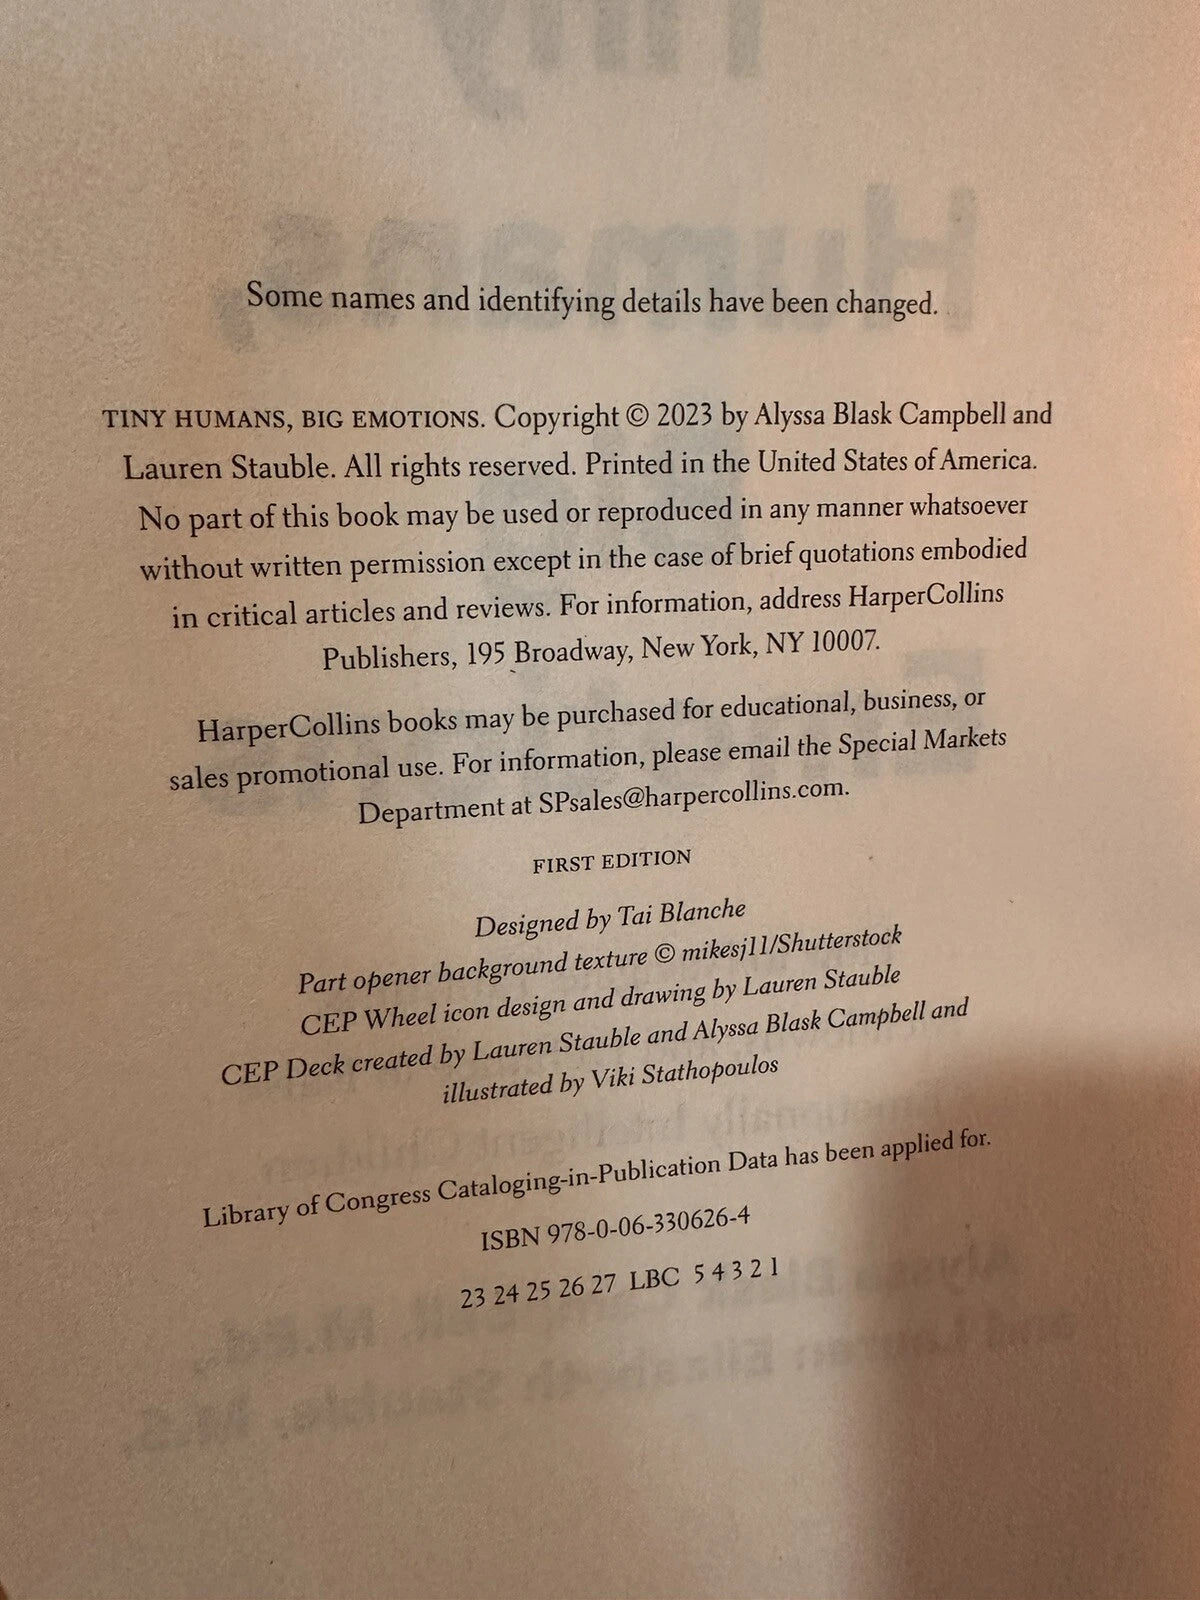 Some names and identifying details have been changed.
TINY HUMANS, BIG EMOTIONS. Copyright © 2023 by Alyssa Blask Campbell and
Lauren Stauble. All rights reserved. Printed in the United States of America.
No part of this book may be used or reproduced in any manner whatsoever
without written permission except in the case of brief quotations embodied
in critical articles and reviews. For information, address HarperCollins
Publishers, 195 Broadway, New York, NY 10007.
HarperCollins books may be purchased for educational, business, or
sales promotional use. For information, please email the Special Markets
Department at SPsales@harpercollins.com.
FIRST EDITION
Designed by Tai Blanche
Part opener background texture © mikesj11/Shutterstock
CEP Wheel icon design and drawing by Lauren Stauble
CEP Deck created by Lauren Stauble and Alyssa Blask Campbell and
illustrated by Viki Stathopoulos
Library of Congress Cataloging-in-Publication Data has been applied for.
ISBN 978-0-06-330626-4
23 24 25 26 27 LBC 5 4 3 2 1